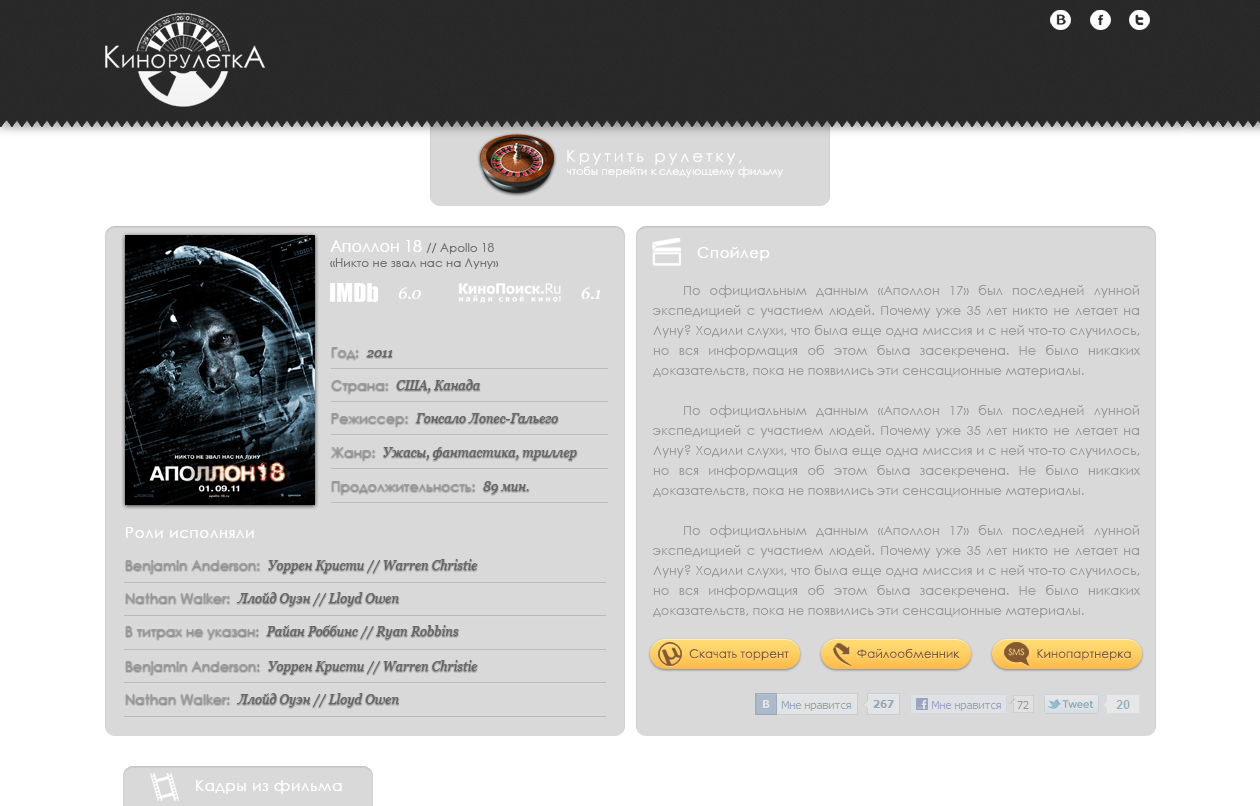 КинорулеткА
Крутить рулетку,
чтобы перейти к следующему фильму
Аполлон 18 // Apollo 18
«Никто не звал нас на Луну»
IMDb 6.0 КиноПоиск.Ru 6.1
найди своё кино!
Год: 2011
Страна: США, Канада
Режиссер: Гонсало Лопес-Гальего
Жанр: Ужасы, фантастика, триллер
Продолжительность: 89 мин.
НИКТО НЕ ЗВАЛ НАС НА ЛУНУ
АПОЛЛОН 18
01.09.11
Роли исполняли
Benjamin Anderson: Уоррен Кристи // Warren Christie
Nathan Walker: Ллойд Оуэн // Lloyd Owen
В титрах не указан: Райан Роббинс // Ryan Robbins
Benjamin Anderson: Уоррен Кристи // Warren Christie
Nathan Walker: Ллойд Оуэн // Lloyd Owen
Спойлер
По официальным данным «Аполлон 17» был последней лунной
экспедицией с участием людей. Почему уже 35 лет никто не летает на
Луну? Ходили слухи, что была еще одна миссия и с ней что-то случилось,
но вся информация об этом была засекречена. Не было никаких
доказательств, пока не появились эти сенсационные материалы.
По официальным данным «Аполлон 17» был последней лунной
экспедицией с участием людей. Почему уже 35 лет никто не летает на
Луну? Ходили слухи, что была еще одна миссия и с ней что-то случилось,
но вся информация об этом была засекречена. Не было никаких
доказательств, пока не появились эти сенсационные материалы.
По официальным данным «Аполлон 17» был последней лунной
экспедицией с участием людей. Почему уже 35 лет никто не летает на
Луну? Ходили слухи, что была еще одна миссия и с ней что-то случилось,
но вся информация об этом была засекречена. Не было никаких
доказательств, пока не появились эти сенсационные материалы.
Скачать торрент Файлообменник SMS Кинопартнерка
В Мне нравится 267 Мне нравится 72 Tweet 20
Кадры из фильма